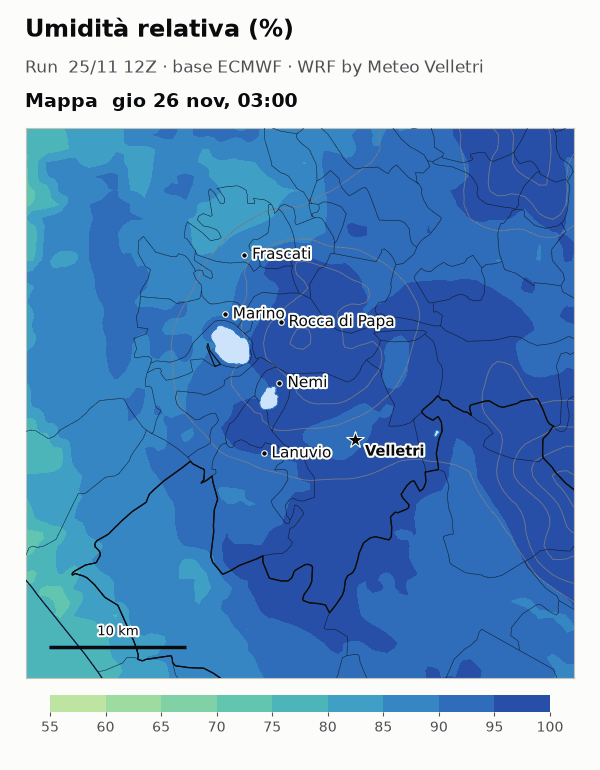 Umidità relativa (%)
Run  25/11 12Z · base ECMWF · WRF by Meteo Velletri
Mappa  gio 26 nov, 03:00
Frascati
Marino
Rocca di Papa
Nemi
Velletri
Lanuvio
10 km
55 60 65 70 75 80 85 90 95 100